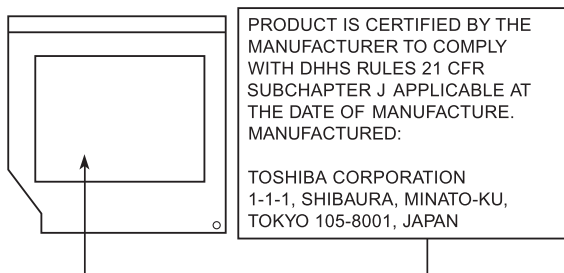 PRODUCT IS CERTIFIED BY THE
MANUFACTURER TO COMPLY
WITH DHHS RULES 21 CFR
SUBCHAPTER J APPLICABLE AT
THE DATE OF MANUFACTURE.
MANUFACTURED:
TOSHIBA CORPORATION
1-1-1, SHIBAURA, MINATO-KU,
TOKYO 105-8001, JAPAN